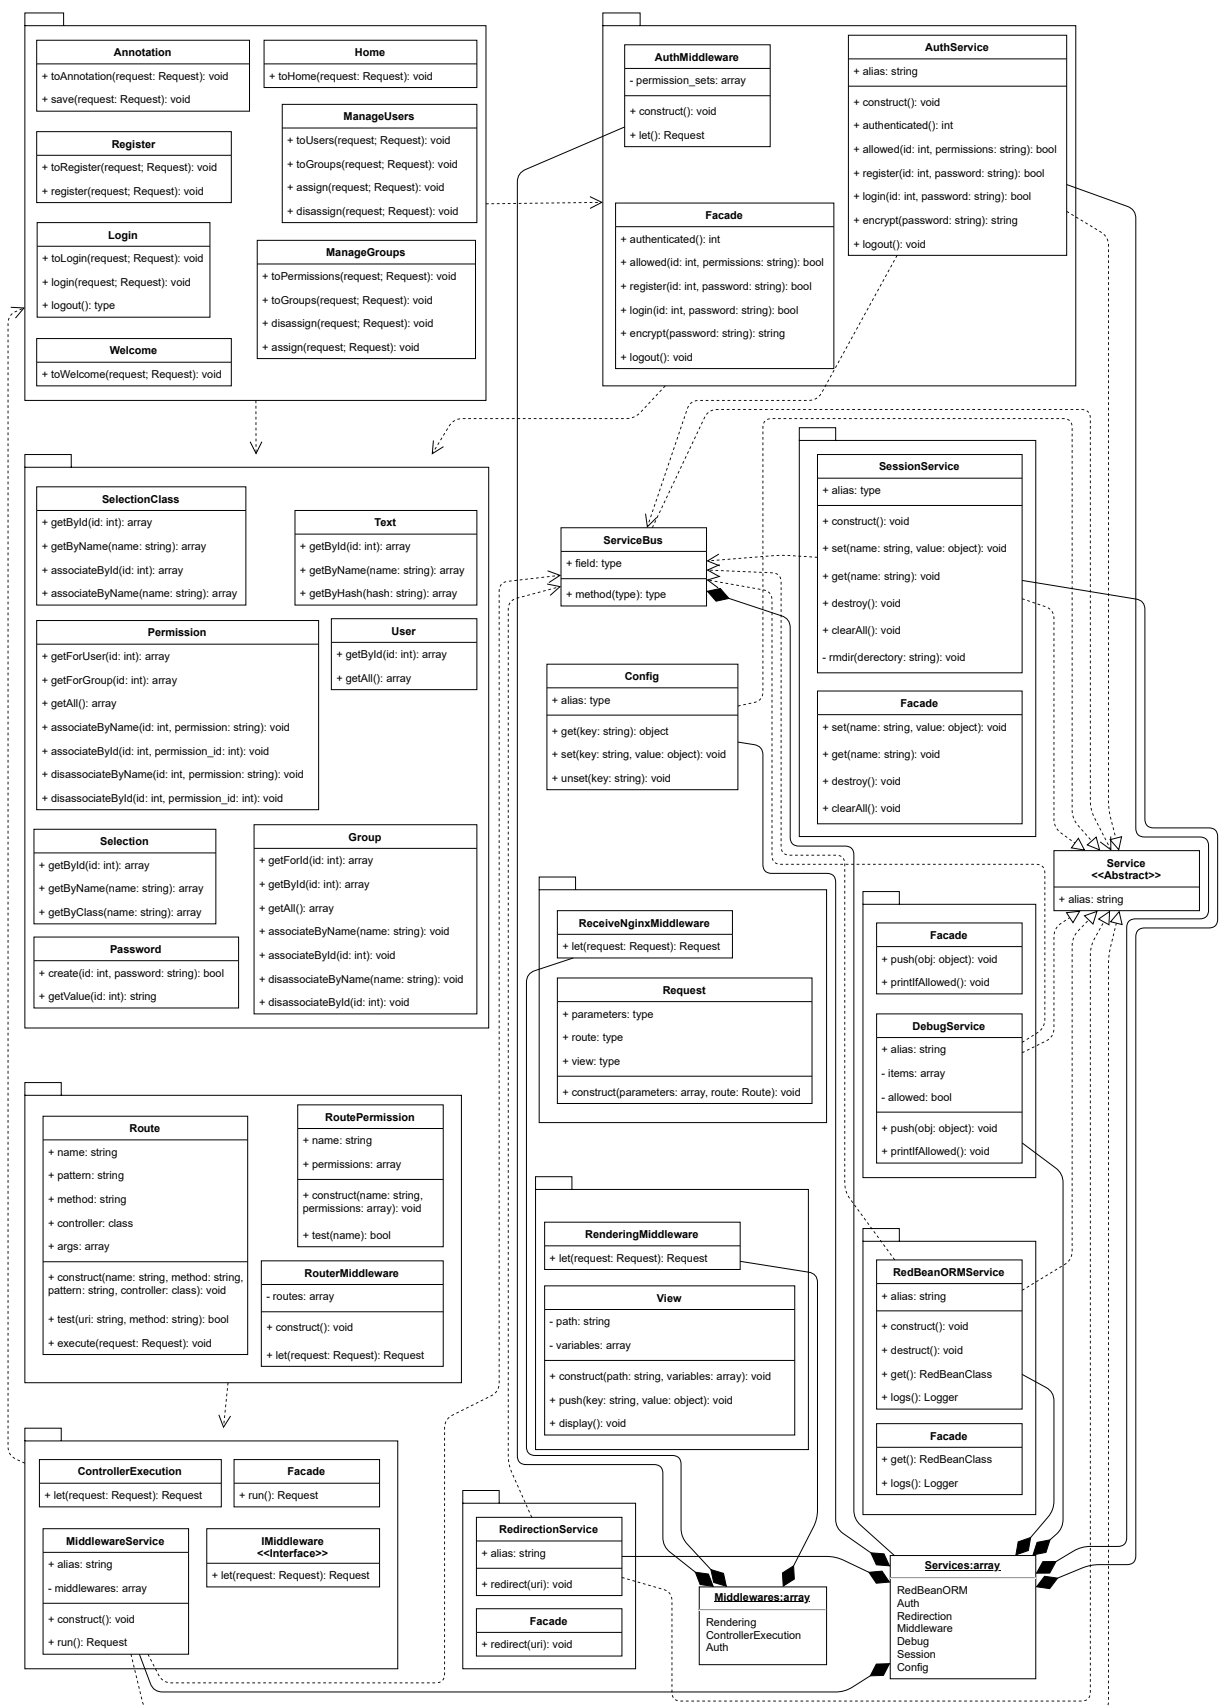 Annotation
+ toAnnotation(request: Request): void
+ save(request: Request): void
Home
+ toHome(request: Request): void
ManageUsers
+ toUsers(request; Request): void
+ toGroups(request; Request): void
+ assign(request; Request): void
+ disassign(request; Request): void
Register
+ toRegister(request; Request): void
+ register(request; Request): void
Login
+ toLogin(request; Request): void
+ login(request; Request): void
+ logout(): type
ManageGroups
+ toPermissions(request; Request): void
+ toGroups(request; Request): void
+ disassign(request; Request): void
+ assign(request; Request): void
Welcome
+ toWelcome(request; Request): void
AuthMiddleware
- permission_sets: array
+ construct(): void
+ let(): Request
AuthService
+ alias: string
+ construct(): void
+ authenticated(): int
+ allowed(id: int, permissions: string): bool
+ register(id: int, password: string): bool
+ login(id: int, password: string): bool
+ encrypt(password: string): string
+ logout(): void
Facade
+ authenticated(): int
+ allowed(id: int, permissions: string): bool
+ register(id: int, password: string): bool
+ login(id: int, password: string): bool
+ encrypt(password: string): string
+ logout(): void
SelectionClass
+ getById(id: int): array
+ getByName(name: string): array
+ associateById(id: int): array
+ associateByName(name: string): array
Text
+ getById(id: int): array
+ getByName(name: string): array
+ getByHash(hash: string): array
Permission
+ getForUser(id: int): array
+ getForGroup(id: int): array
+ getAll(): array
+ associateByName(id: int, permission: string): void
+ associateById(id: int, permission_id: int): void
+ disassociateByName(id: int, permission: string): void
+ disassociateById(id: int, permission_id: int): void
User
+ getById(id: int): array
+ getAll(): array
Selection
+ getById(id: int): array
+ getByName(name: string): array
+ getByClass(name: string): array
Group
+ getForId(id: int): array
+ getById(id: int): array
+ getAll(): array
+ associateByName(name: string): void
+ associateById(id: int): void
+ disassociateByName(name: string): void
+ disassociateById(id: int): void
Password
+ create(id: int, password: string): bool
+ getValue(id: int): string
ServiceBus
+ field: type
+ method(type): type
Config
+ alias: type
+ get(key: string): object
+ set(key: string, value: object): void
+ unset(key: string): void
SessionService
+ alias: type
+ construct(): void
+ set(name: string, value: object): void
+ get(name: string): void
+ destroy(): void
+ clearAll(): void
- rmdir(derectory: string): void
Facade
+ set(name: string, value: object): void
+ get(name: string): void
+ destroy(): void
+ clearAll(): void
Service
<<Abstract>>
+ alias: string
ReceiveNginxMiddleware
+ let(request: Request): Request
Request
+ parameters: type
+ route: type
+ view: type
+ construct(parameters: array, route: Route): void
Facade
+ push(obj: object): void
+ printIfAllowed(): void
DebugService
+ alias: string
- items: array
- allowed: bool
+ push(obj: object): void
+ printIfAllowed(): void
Route
+ name: string
+ pattern: string
+ method: string
+ controller: class
+ args: array
+ construct(name: string, method: string,
pattern: string, controller: class): void
+ test(uri: string, method: string): bool
+ execute(request: Request): void
RoutePermission
+ name: string
+ permissions: array
+ construct(name: string,
permissions: array): void
+ test(name): bool
RouterMiddleware
- routes: array
+ construct(): void
+ let(request: Request): Request
RenderingMiddleware
+ let(request: Request): Request
View
- path: string
- variables: array
+ construct(path: string, variables: array): void
+ push(key: string, value: object): void
+ display(): void
RedBeanORMService
+ alias: string
+ construct(): void
+ destruct(): void
+ get(): RedBeanClass
+ logs(): Logger
Facade
+ get(): RedBeanClass
+ logs(): Logger
ControllerExecution
+ let(request: Request): Request
Facade
+ run(): Request
MiddlewareService
+ alias: string
- middlewares: array
+ construct(): void
+ run(): Request
IMiddleware
<<Interface>>
+ let(request: Request): Request
RedirectionService
+ alias: string
+ redirect(uri): void
Facade
+ redirect(uri): void
Middlewares:array
Rendering
ControllerExecution
Auth
Services:array
RedBeanORM
Auth
Redirection
Middleware
Debug
Session
Config